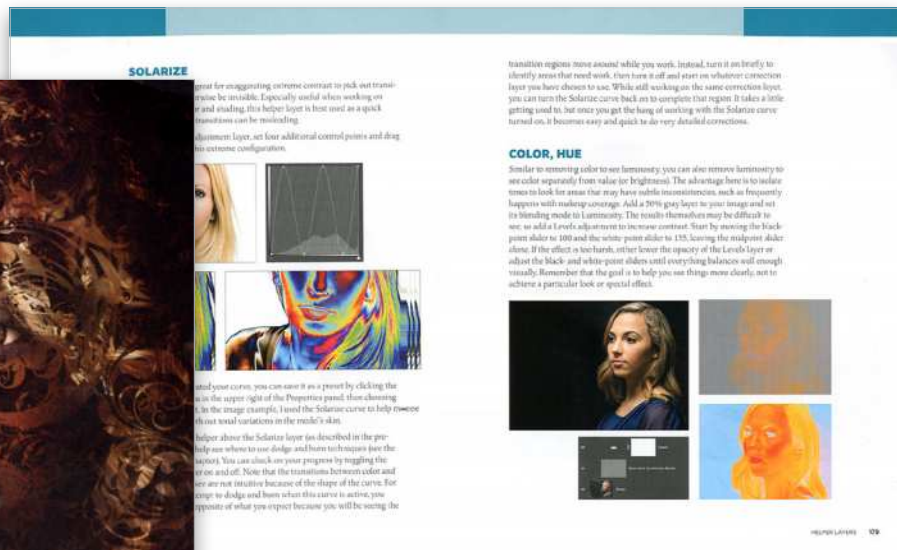 SOLARIZE
great for exaggerating extreme contrast to pick out transi-
rwise be invisible. Especially useful when working on
r and shading, this helper layer is best used as a quick
transitions can be misleading.
djustment layer, set four additional control points and drag
his extreme configuration.
ated your curve, you can save it as a preset by clicking the
n in the upper right of the Properties panel, then choosing
t. In the image example, I used the Solarize curve to help me see
th out tonal variations in the model's skin.
helper above the Solarize layer (as described in the pre-
help see where to use dodge and burn techniques (see the
hapter). You can check on your progress by toggling the
er on and off. Note that the transitions between color and
see are not intuitive because of the shape of the curve. For
empt to dodge and burn when this curve is active, you
opposite of what you expect because you will be seeing the
transition regions move around while you work. Instead, turn it on briefly to
identify areas that need work, then turn it off and start on whatever correction
layer you have chosen to use. While still working on the same correction layer,
you can turn the Solarize curve back on to complete that region. It takes a little
getting used to, but once you get the hang of working with the Solarize curve
turned on, it becomes easy and quick to do very detailed corrections.
COLOR, HUE
Similar to removing color to see luminosity, you can also remove luminosity to
see color separately from value (or brightness). The advantage here is to isolate
tones to look for areas that may have subtle inconsistencies, such as frequently
happens with makeup coverage. Add a 50% gray layer to your image and set
its blending mode to Luminosity. The results themselves may be difficult to
see, so add a Levels adjustment to increase contrast. Start by moving the black-
point slider to 100 and the white-point slider to 155, leaving the midpoint slider
alone. If the effect is too harsh, either lower the opacity of the Levels layer or
adjust the black- and white-point sliders until everything balances well enough
visually. Remember that the goal is to help you see things more clearly, not to
achieve a particular look or special effect.
HELPER LAYERS 109